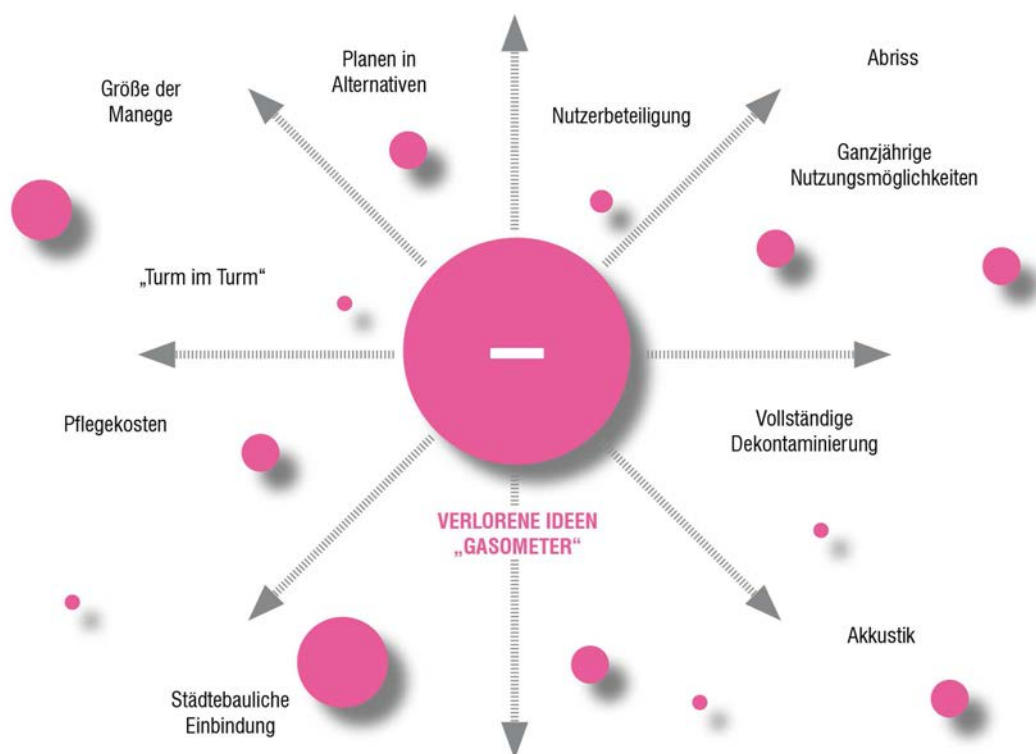 Planen in
Alternativen
Abriss
Größe der
Manege
Nutzerbeteiligung
Ganzjährige
Nutzungsmöglichkeiten
„Turm im Turm“
–
Pflegekosten
Vollständige
Dekontaminierung
VERLORENE IDEEN
„GASOMETER“
Akkustik
Städtebauliche
Einbindung